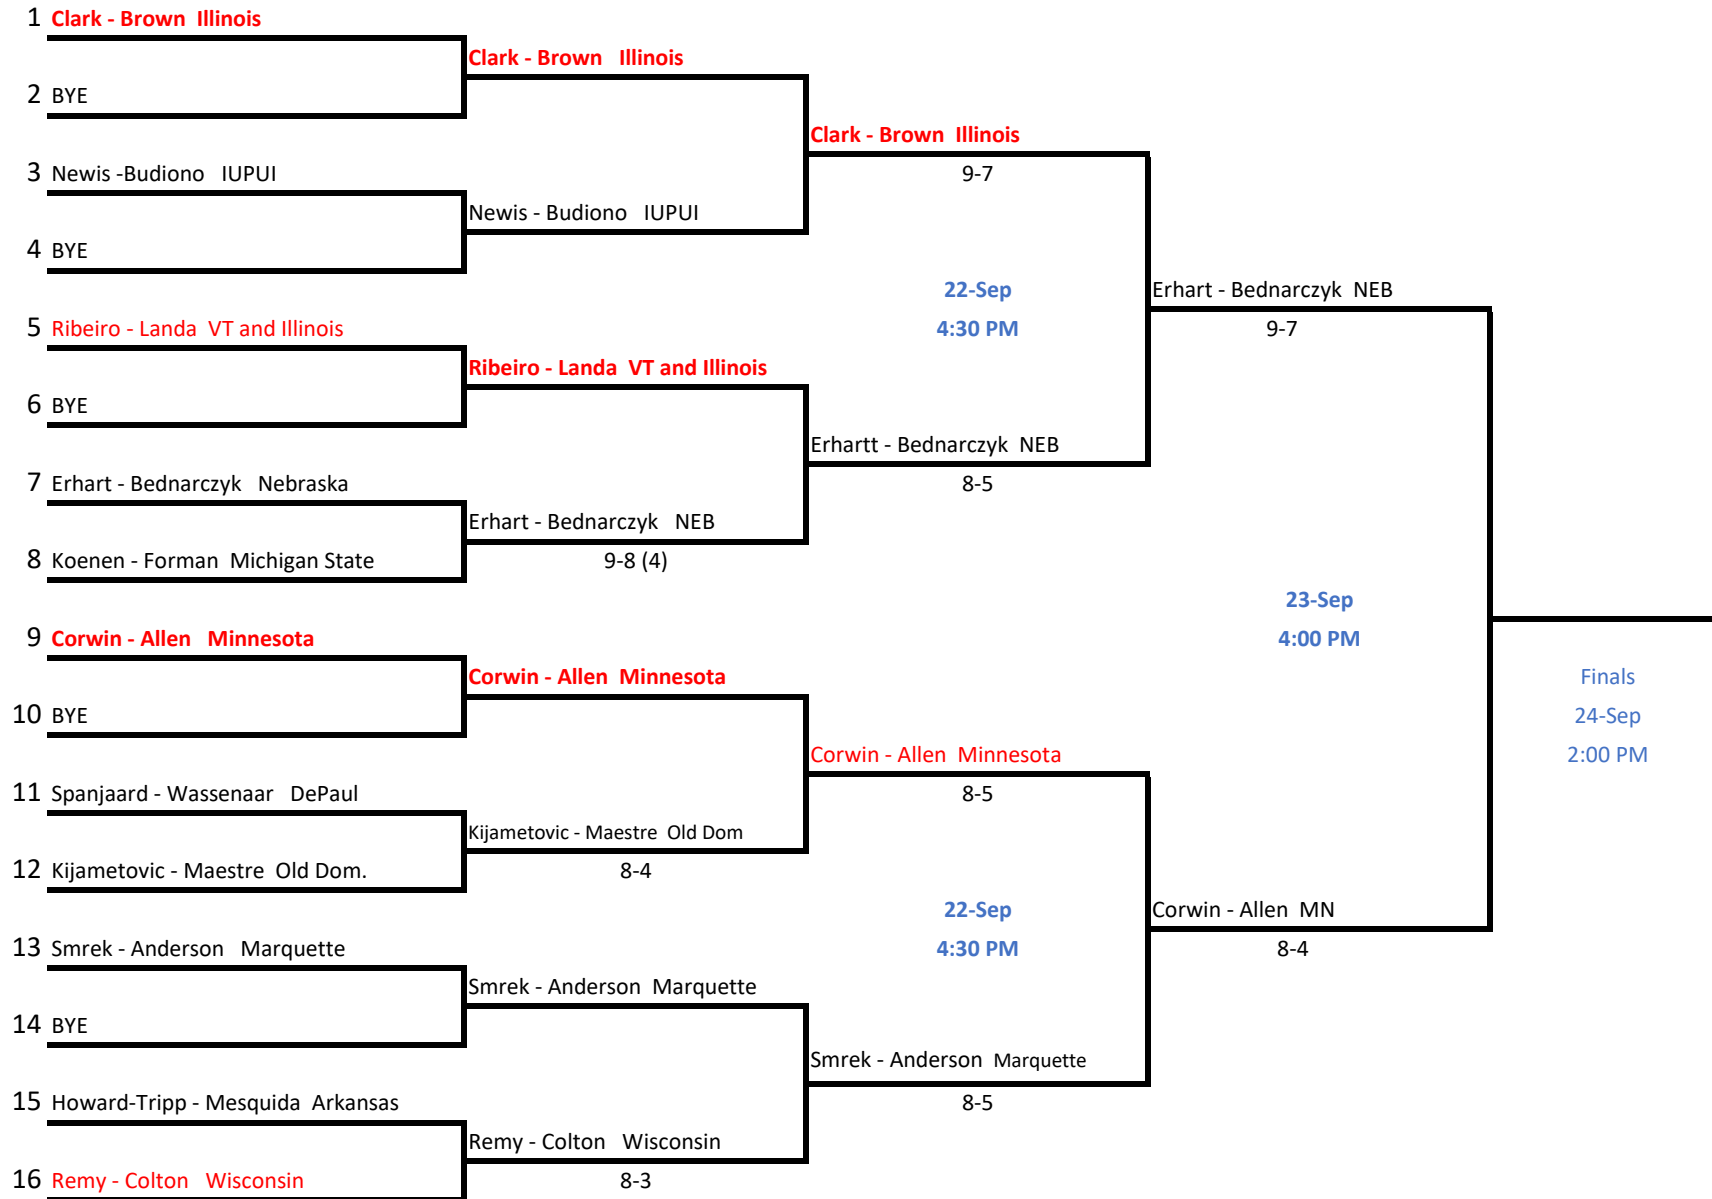 1 Clark - Brown Illinois
Clark - Brown Illinois
2 BYE
Clark - Brown Illinois
3 Newis -Budiono IUPUI
9-7
Newis - Budiono IUPUI
4 BYE
22-Sep
Erhart - Bednarczyk NEB
5 Ribeiro - Landa VT and Illinois
4:30 PM
9-7
Ribeiro - Landa VT and Illinois
6 BYE
Erhartt - Bednarczyk NEB
7 Erhart - Bednarczyk Nebraska
8-5
Erhart - Bednarczyk NEB
8 Koenen - Forman Michigan State
9-8 (4)
23-Sep
9 Corwin - Allen Minnesota
4:00 PM
Corwin - Allen Minnesota
Finals
10 BYE
24-Sep
Corwin - Allen Minnesota
2:00 PM
11 Spanjaard - Wassenaar DePaul
8-5
Kijametovic - Maestre Old Dom
12 Kijametovic - Maestre Old Dom.
8-4
22-Sep
Corwin - Allen MN
13 Smrek - Anderson Marquette
4:30 PM
8-4
Smrek - Anderson Marquette
14 BYE
Smrek - Anderson Marquette
15 Howard-Tripp - Mesquida Arkansas
8-5
Remy - Colton Wisconsin
16 Remy - Colton Wisconsin
8-3